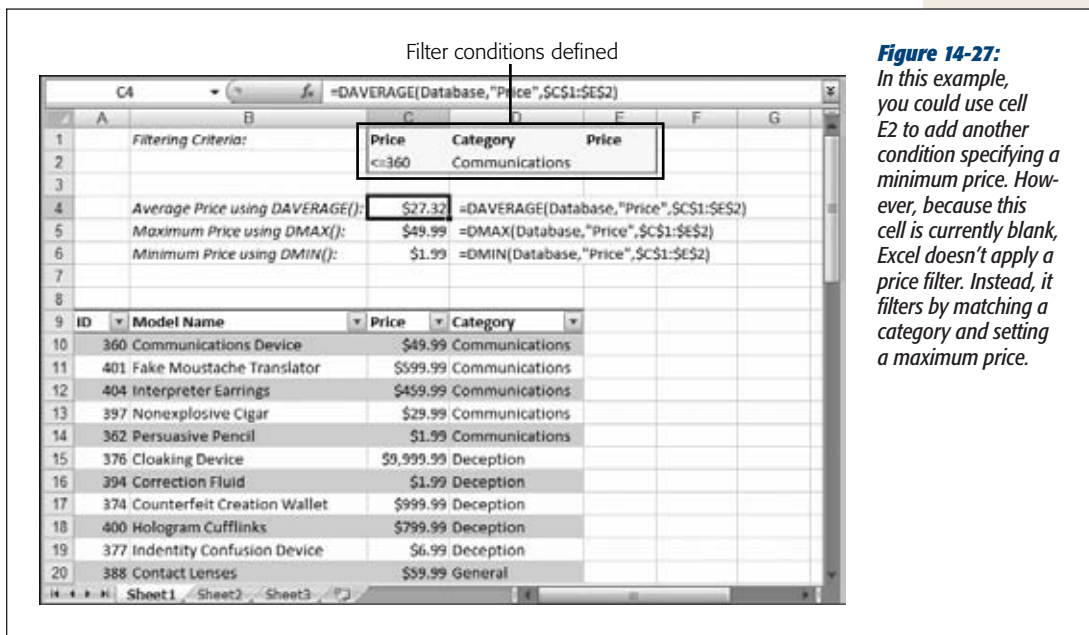 Filter conditions defined
C4 fx =DAVERAGE(Database,"Price",$C$1:$E$2)
A B C D E F G
1 Filtering Criteria: Price Category Price
2 <=360 Communications
3
4 Average Price using DAVERAGE(): $27.32 =DAVERAGE(Database,"Price",$C$1:$E$2)
5 Maximum Price using DMAX(): $49.99 =DMAX(Database,"Price",$C$1:$E$2)
6 Minimum Price using DMIN(): $1.99 =DMIN(Database,"Price",$C$1:$E$2)
7
8
9 ID Model Name Price Category
10 360 Communications Device $49.99 Communications
11 401 Fake Moustache Translator $599.99 Communications
12 404 Interpreter Earrings $459.99 Communications
13 397 Nonexplosive Cigar $29.99 Communications
14 362 Persuasive Pencil $1.99 Communications
15 376 Cloaking Device $9,999.99 Deception
16 394 Correction Fluid $1.99 Deception
17 374 Counterfeit Creation Wallet $999.99 Deception
18 400 Hologram Cufflinks $799.99 Deception
19 377 Indentity Confusion Device $6.99 Deception
20 388 Contact Lenses $59.99 General
Sheet1 Sheet2 Sheet3
Figure 14-27:
In this example,
you could use cell
E2 to add another
condition specifying a
minimum price. How-
ever, because this
cell is currently blank,
Excel doesn't apply a
price filter. Instead, it
filters by matching a
category and setting
a maximum price.